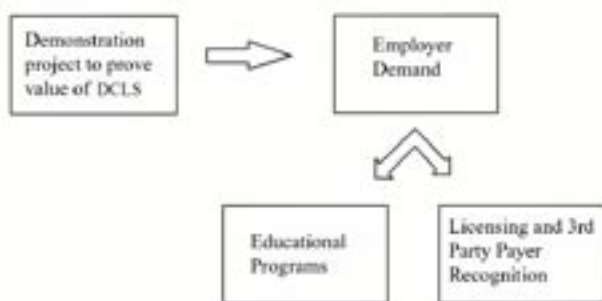 Demonstration
project to prove
value of DCLS
Employer
Demand
Educational
Programs
Licensing and 3rd
Party Payer
Recognition